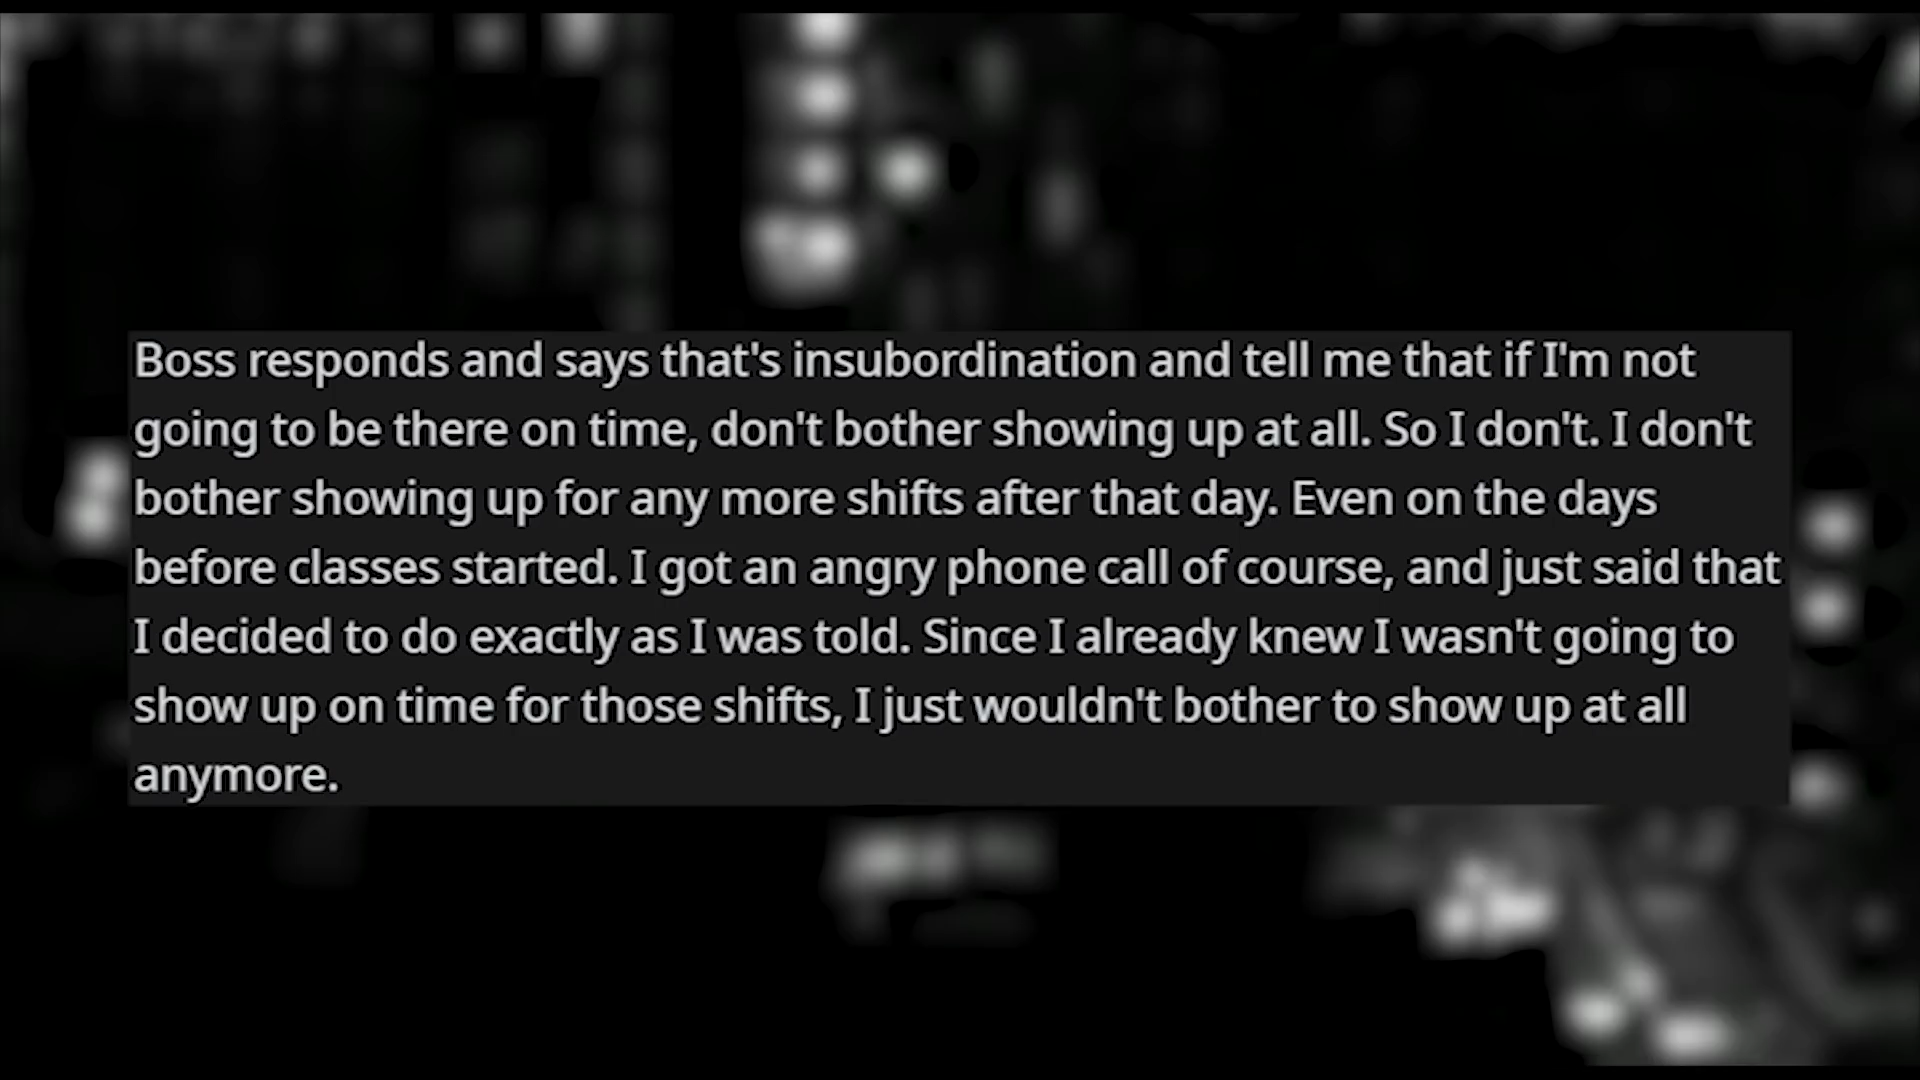 Boss responds and says that's insubordination and tell me that if I'm not
going to be there on time, don't bother showing up at all. So I don't. I don't
bother showing up for any more shifts after that day. Even on the days
before classes started. I got an angry phone call of course, and just said that
I decided to do exactly as I was told. Since I already knew I wasn't going to
show up on time for those shifts, I just wouldn't bother to show up at all
anymore.